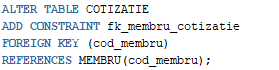 ALTER TABLE COTIZATIE
ADD CONSTRAINT fk_membru_cotizatie
FOREIGN KEY (cod_membru)
REFERENCES MEMBRU(cod_membru);